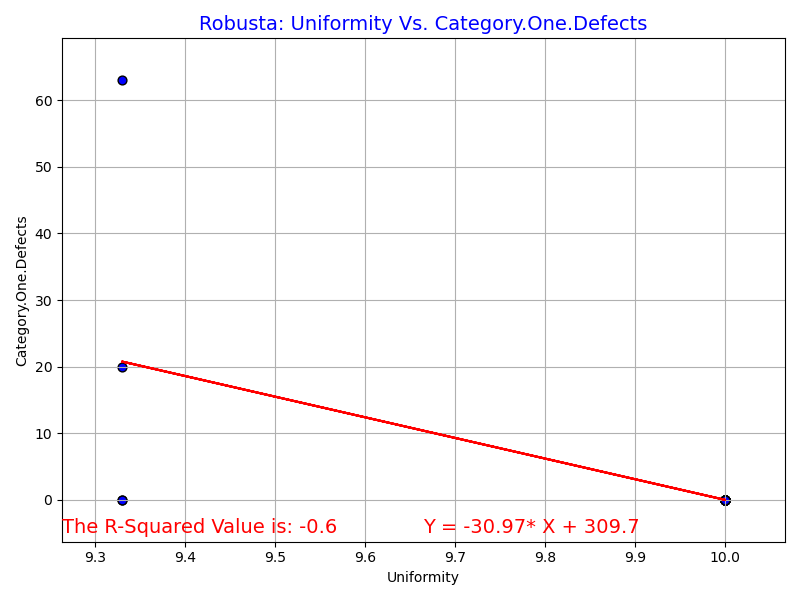 Robusta: Uniformity Vs. Category.One.Defects
Category.One.Defects
60
50
40
30
20
10
0
The R-Squared Value is: -0.6
Y = -30.97* X + 309.7
9.3 9.4 9.5 9.6 9.7 9.8 9.9 10.0
Uniformity